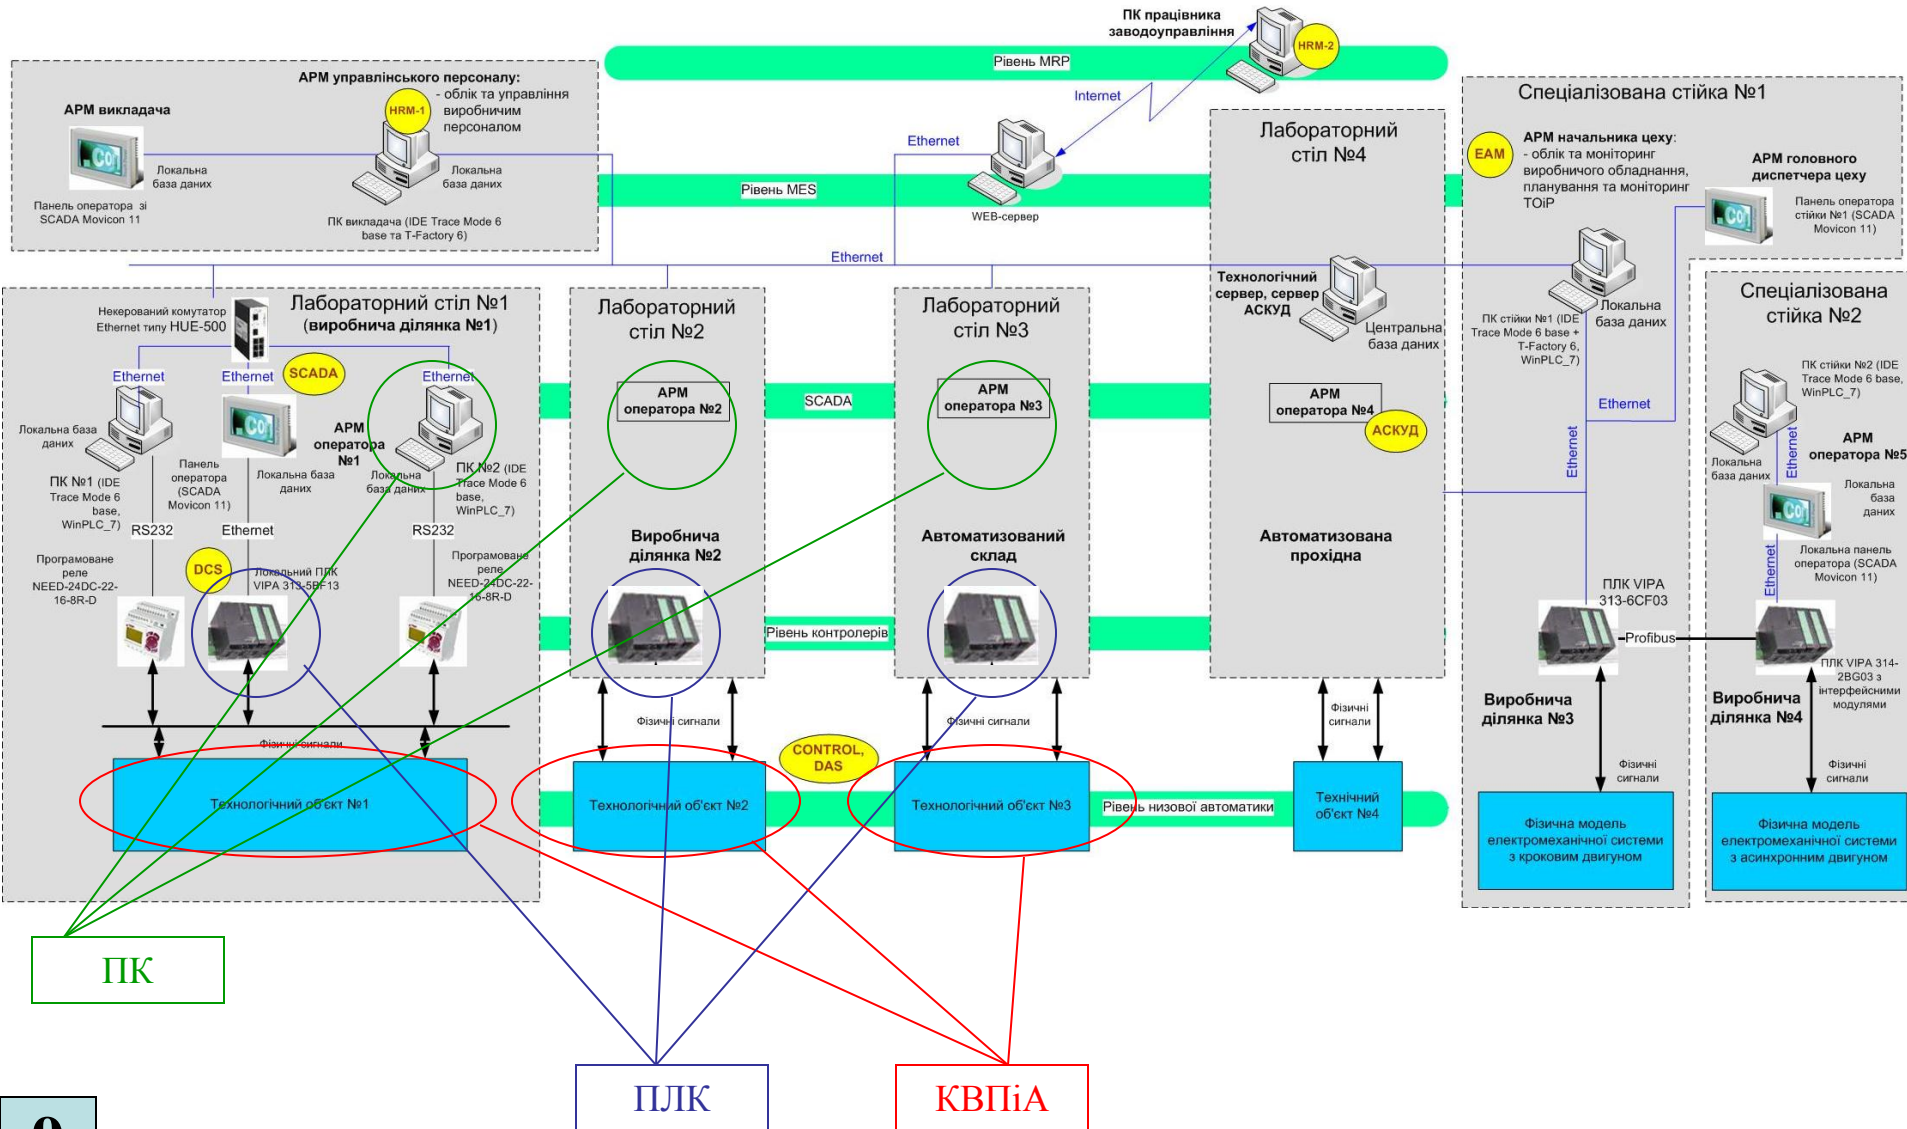 ПК працівника
заводоуправління
HRM-2
Рівень MRP
Internet
АРМ управлінського персоналу:
- облік та управління
виробничим
персоналом
HRM-1
АРМ викладача
Локальна
база даних
Локальна
база даних
Панель оператора зі
SCADA Movicon 11
ПК викладача (IDE Trace Mode 6
base та T-Factory 6)
Ethernet
Рівень MES
WEB-сервер
Ethernet
Лабораторний
стіл №4
Технологічний
сервер, сервер
АСКУД
Центральна
база даних
АРМ
оператора №4
АСКУД
Автоматизована
прохідна
Фізичні
сигнали
Технічний
об'єкт №4
Спеціалізована стійка №1
EAM
АРМ начальника цеху:
- облік та моніторинг
виробничого обладнання,
планування та моніторинг
ТОіР
АРМ головного
диспетчера цеху
Панель оператора
стійки №1 (SCADA
Movicon 11)
Локальна
база даних
ПК стійки №1 (IDE
Trace Mode 6 base +
T-Factory 6,
WinPLC_7)
Ethernet
Ethernet
ПЛК VIPA
313-6CF03
Profibus
Виробнича
ділянка №3
Фізичні
сигнали
Фізична модель
електромеханічної системи
з кроковим двигуном
Спеціалізована
стійка №2
ПК стійки №2 (IDE
Trace Mode 6 base,
WinPLC_7)
АРМ
оператора №5
Локальна
база даних
Ethernet
Локальна
база
даних
Локальна панель
оператора (SCADA
Movicon 11)
Ethernet
ПЛК VIPA 314-
2BG03 з
інтерфейсними
модулями
Виробнича
ділянка №4
Фізичні
сигнали
Фізична модель
електромеханічної системи
з асинхронним двигуном
Лабораторний стіл №1
(виробнича ділянка №1)
Некерований комутатор
Ethernet типу HUE-500
Ethernet
Ethernet
SCADA
Ethernet
Локальна база
даних
АРМ
оператора
№1
Панель
оператора
(SCADA
Movicon 11)
Локальна база
даних
Локальна
база даних
ПК №1 (IDE
Trace Mode 6
base,
WinPLC_7)
ПК №2 (IDE
Trace Mode 6
base,
WinPLC_7)
RS232
Ethernet
RS232
Програмоване
реле
NEED-24DC-22-
16-8R-D
DCS
Локальний ПЛК
VIPA 313-5BF13
Програмоване
реле
NEED-24DC-22-
16-8R-D
Фізичні сигнали
Технологічний об'єкт №1
Лабораторний
стіл №2
АРМ
оператора №2
SCADA
Виробнича
ділянка №2
Рівень контролерів
Фізичні сигнали
Технологічний об'єкт №2
CONTROL,
DAS
Лабораторний
стіл №3
АРМ
оператора №3
Автоматизований
склад
Фізичні сигнали
Технологічний об'єкт №3
Рівень низової автоматики
ПК
ПЛК
КВПіА
9